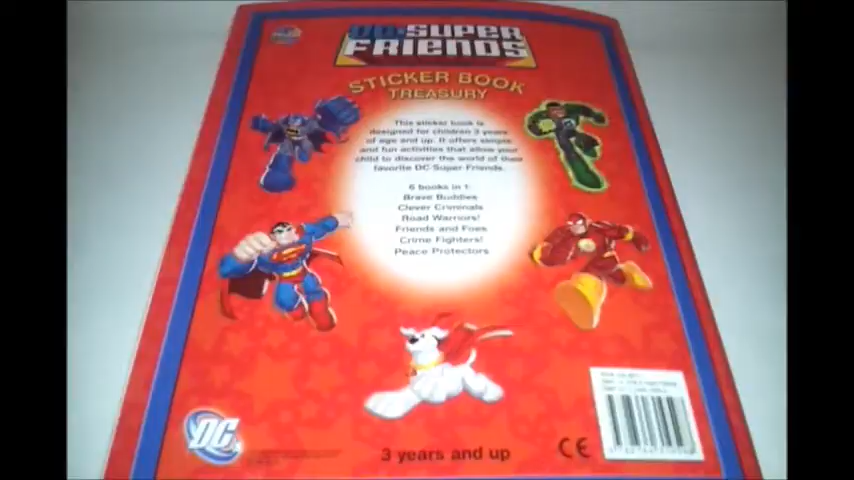 DC SUPER
FRIENDS
STICKER BOOK
TREASURY
This sticker book is
designed for children 3 years
of age and up. It offers simple
and fun activities that allow your
child to discover the world of their
favorite DC Super Friends.
6 books in 1:
Brave Buddies
Clever Criminals
Road Warriors!
Friends and Foes
Crime Fighters!
Peace Protectors
DC
3 years and up
CE